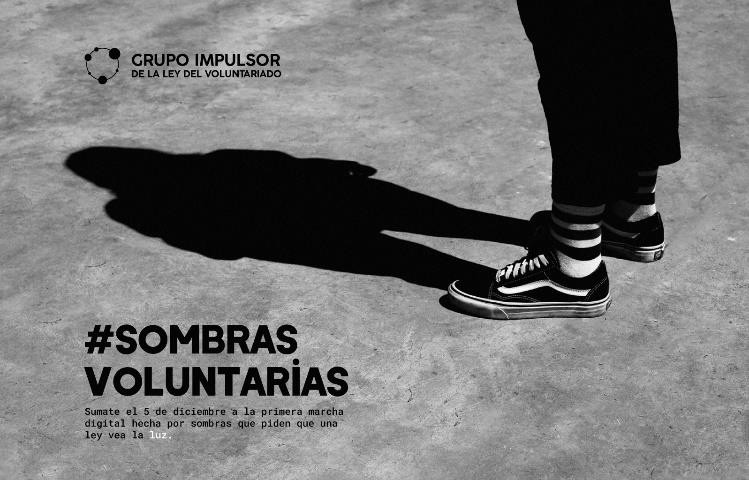 GRUPO IMPULSOR
DE LA LEY DEL VOLUNTARIADO
#SOMBRAS
VOLUNTARIAS
Sumate el 5 de diciembre a la primera marcha
digital hecha por sombras que piden que una
ley vea la luz.